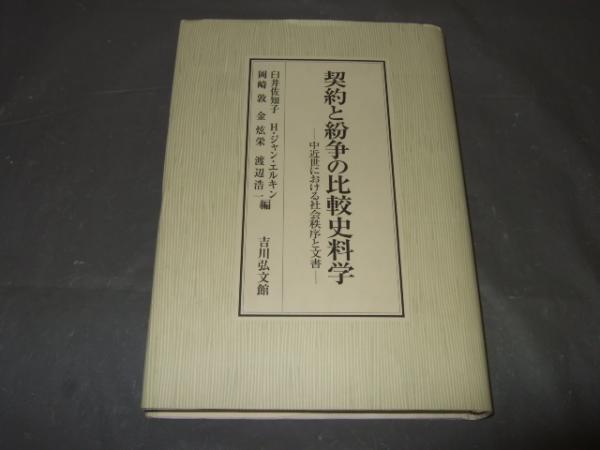 契約と紛争の比較史料学
―中近世における社会秩序と文書―
臼井佐知子　H・ジャン・エルキン
岡崎　敦　金　炫栄　渡辺浩一　編
吉川弘文館